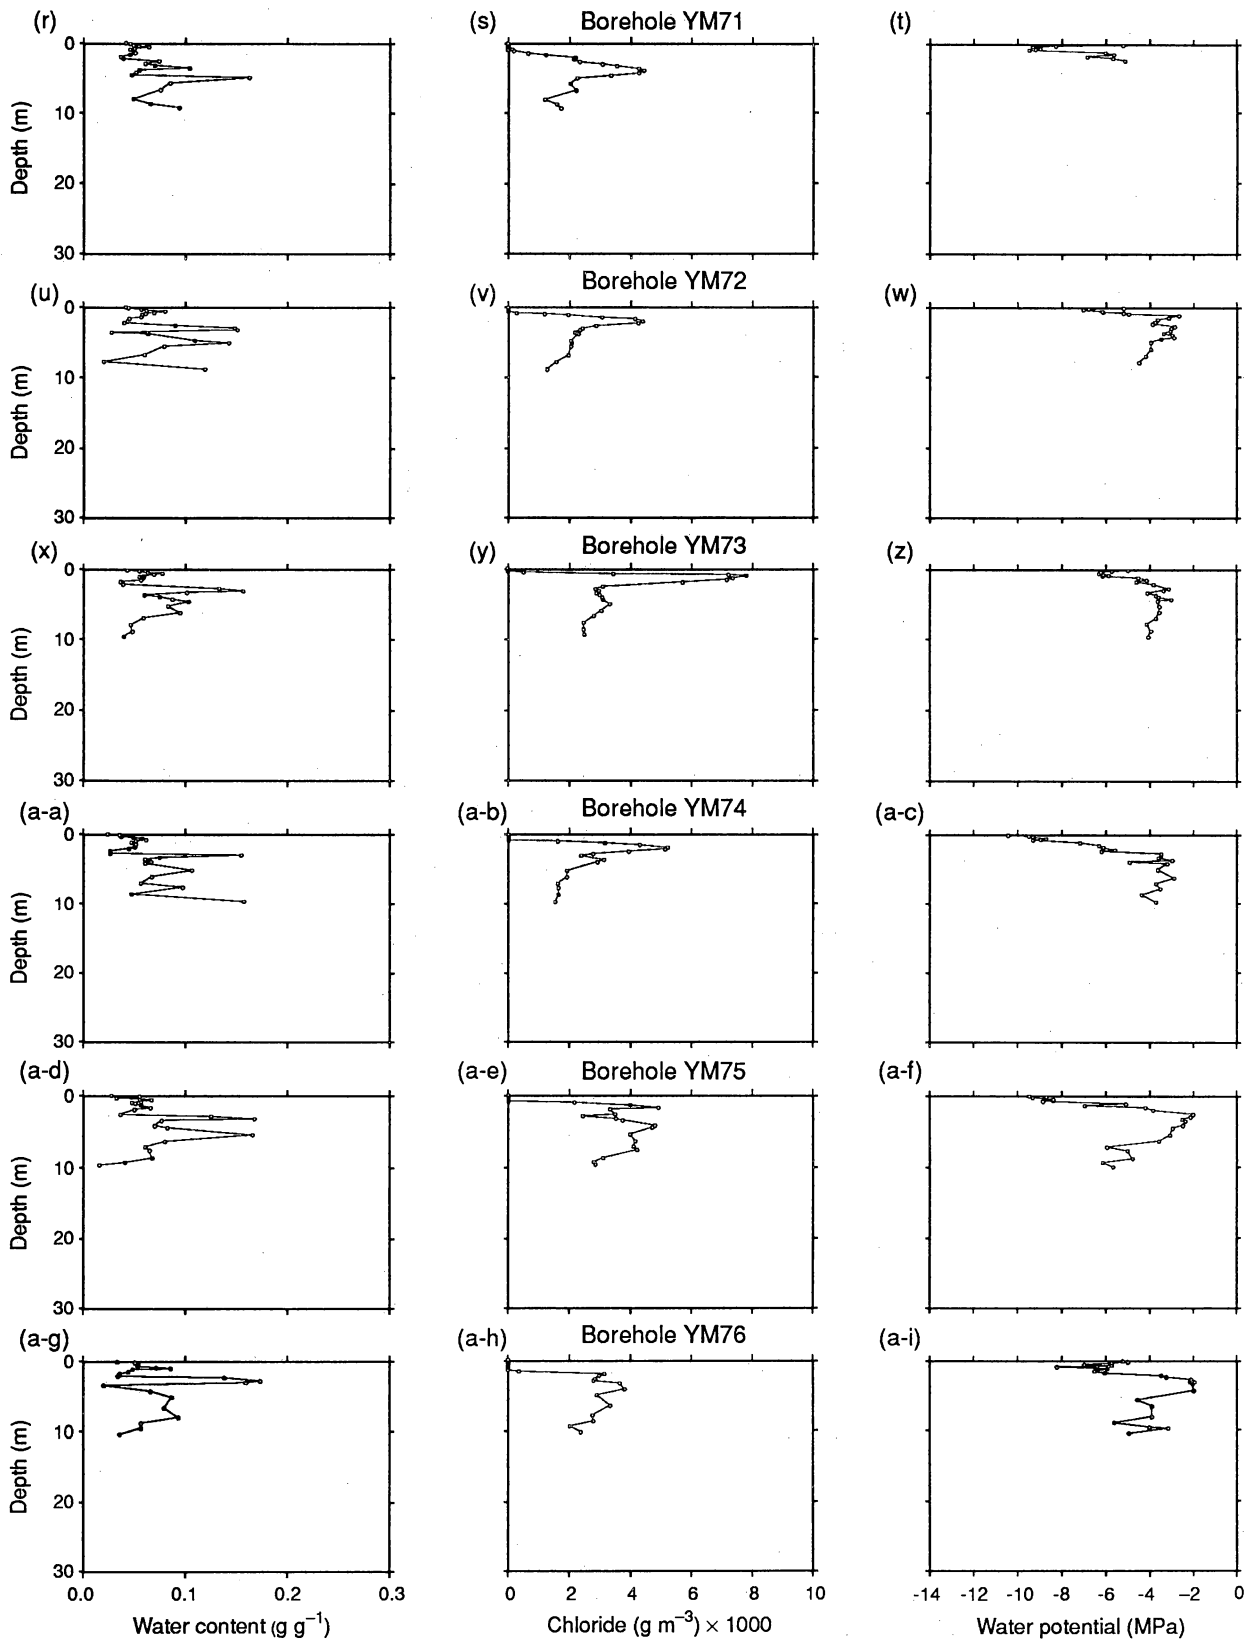 (r) (s) Borehole YM71 (t)
0
10
20
30
Depth (m)
(u) (v) Borehole YM72 (w)
0
10
20
30
Depth (m)
(x) (y) Borehole YM73 (z)
0
10
20
30
Depth (m)
(a-a) (a-b) Borehole YM74 (a-c)
0
10
20
30
Depth (m)
(a-d) (a-e) Borehole YM75 (a-f)
0
10
20
30
Depth (m)
(a-g) (a-h) Borehole YM76 (a-i)
0
10
20
30
Depth (m)
0.0 0.1 0.2 0.3 0 2 4 6 8 10 -14 -12 -10 -8 -6 -4 -2 0
Water content (g g⁻¹) Chloride (g m⁻³) × 1000 Water potential (MPa)